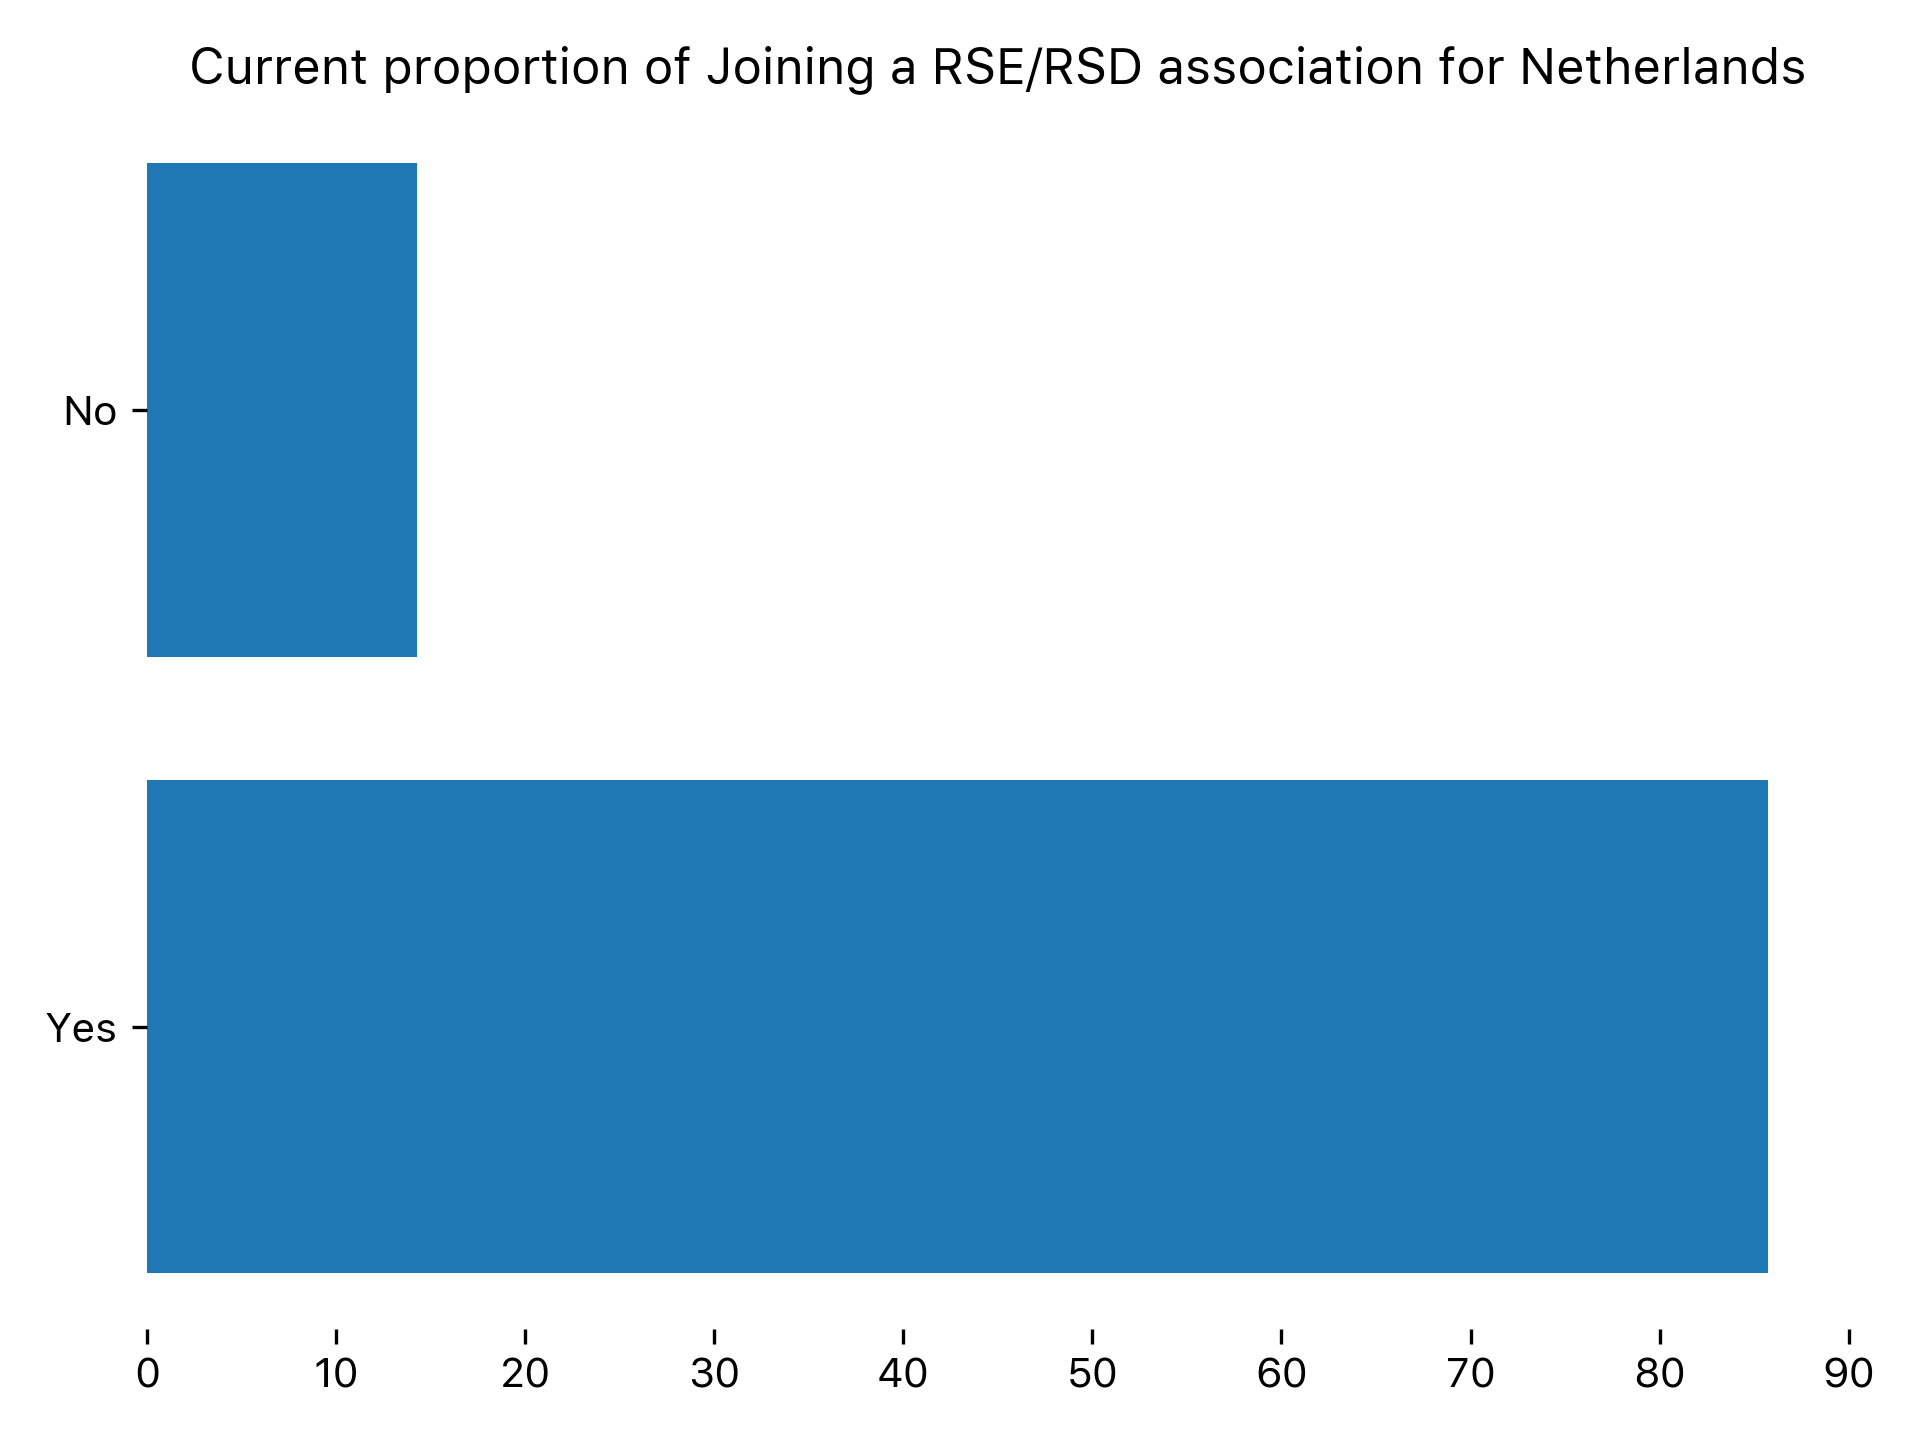 Current proportion of Joining a RSE/RSD association for Netherlands
No
Yes
0 10 20 30 40 50 60 70 80 90